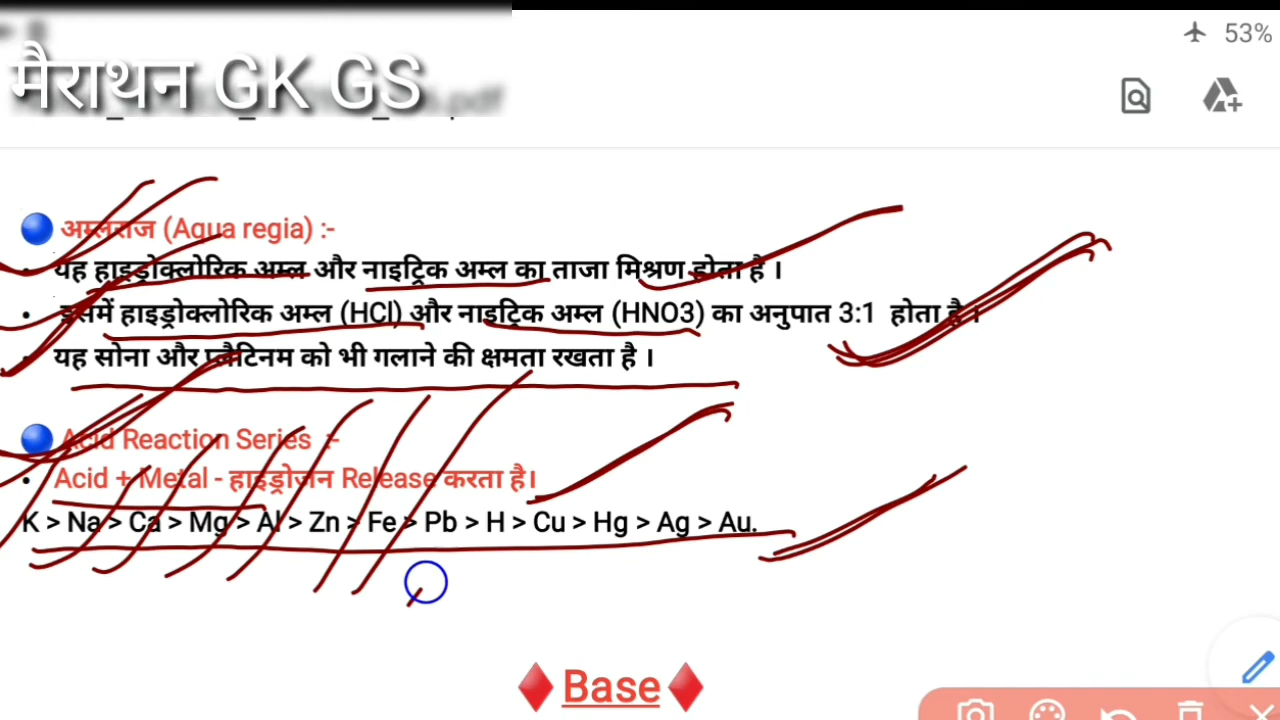 53%
मैराथन GK GS
.pdf
अम्लराज (Aqua regia) :-
• यह हाइड्रोक्लोरिक अम्ल और नाइट्रिक अम्ल का ताजा मिश्रण होता है ।
• इसमें हाइड्रोक्लोरिक अम्ल (HCl) और नाइट्रिक अम्ल (HNO3) का अनुपात 3:1 होता है ।
• यह सोना और प्लैटिनम को भी गलाने की क्षमता रखता है ।
Acid Reaction Series :-
• Acid + Metal - हाइड्रोजन Release करता है।
K > Na > Ca > Mg > Al > Zn > Fe > Pb > H > Cu > Hg > Ag > Au.
Base